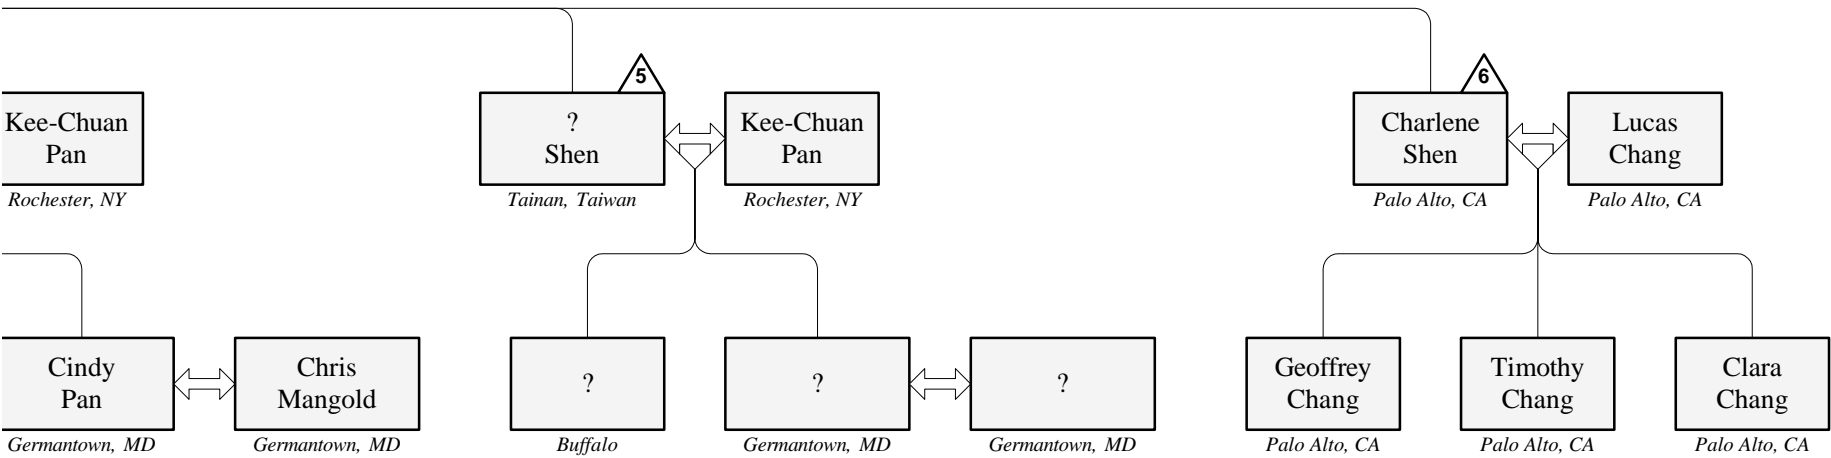 5
6
Kee-Chuan
Pan
Rochester, NY
?
Shen
Tainan, Taiwan
Kee-Chuan
Pan
Rochester, NY
Charlene
Shen
Palo Alto, CA
Lucas
Chang
Palo Alto, CA
Cindy
Pan
Germantown, MD
Chris
Mangold
Germantown, MD
?
Buffalo
?
Germantown, MD
?
Germantown, MD
Geoffrey
Chang
Palo Alto, CA
Timothy
Chang
Palo Alto, CA
Clara
Chang
Palo Alto, CA